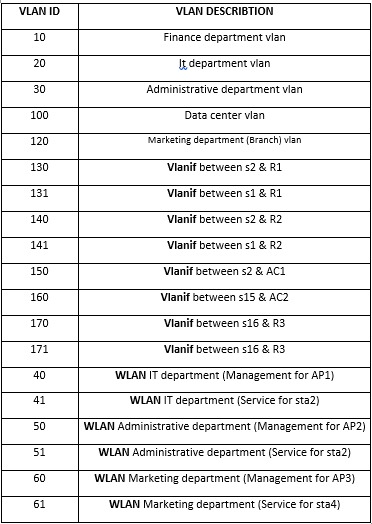 VLAN ID VLAN DESCRIBTION
10 Finance department vlan
20 It department vlan
30 Administrative department vlan
100 Data center vlan
120 Marketing department (Branch) vlan
130 Vlanif between s2 & R1
131 Vlanif between s1 & R1
140 Vlanif between s2 & R2
141 Vlanif between s1 & R2
150 Vlanif between s2 & AC1
160 Vlanif between s15 & AC2
170 Vlanif between s16 & R3
171 Vlanif between s16 & R3
40 WLAN IT department (Management for AP1)
41 WLAN IT department (Service for sta2)
50 WLAN Administrative department (Management for AP2)
51 WLAN Administrative department (Service for sta2)
60 WLAN Marketing department (Management for AP3)
61 WLAN Marketing department (Service for sta4)